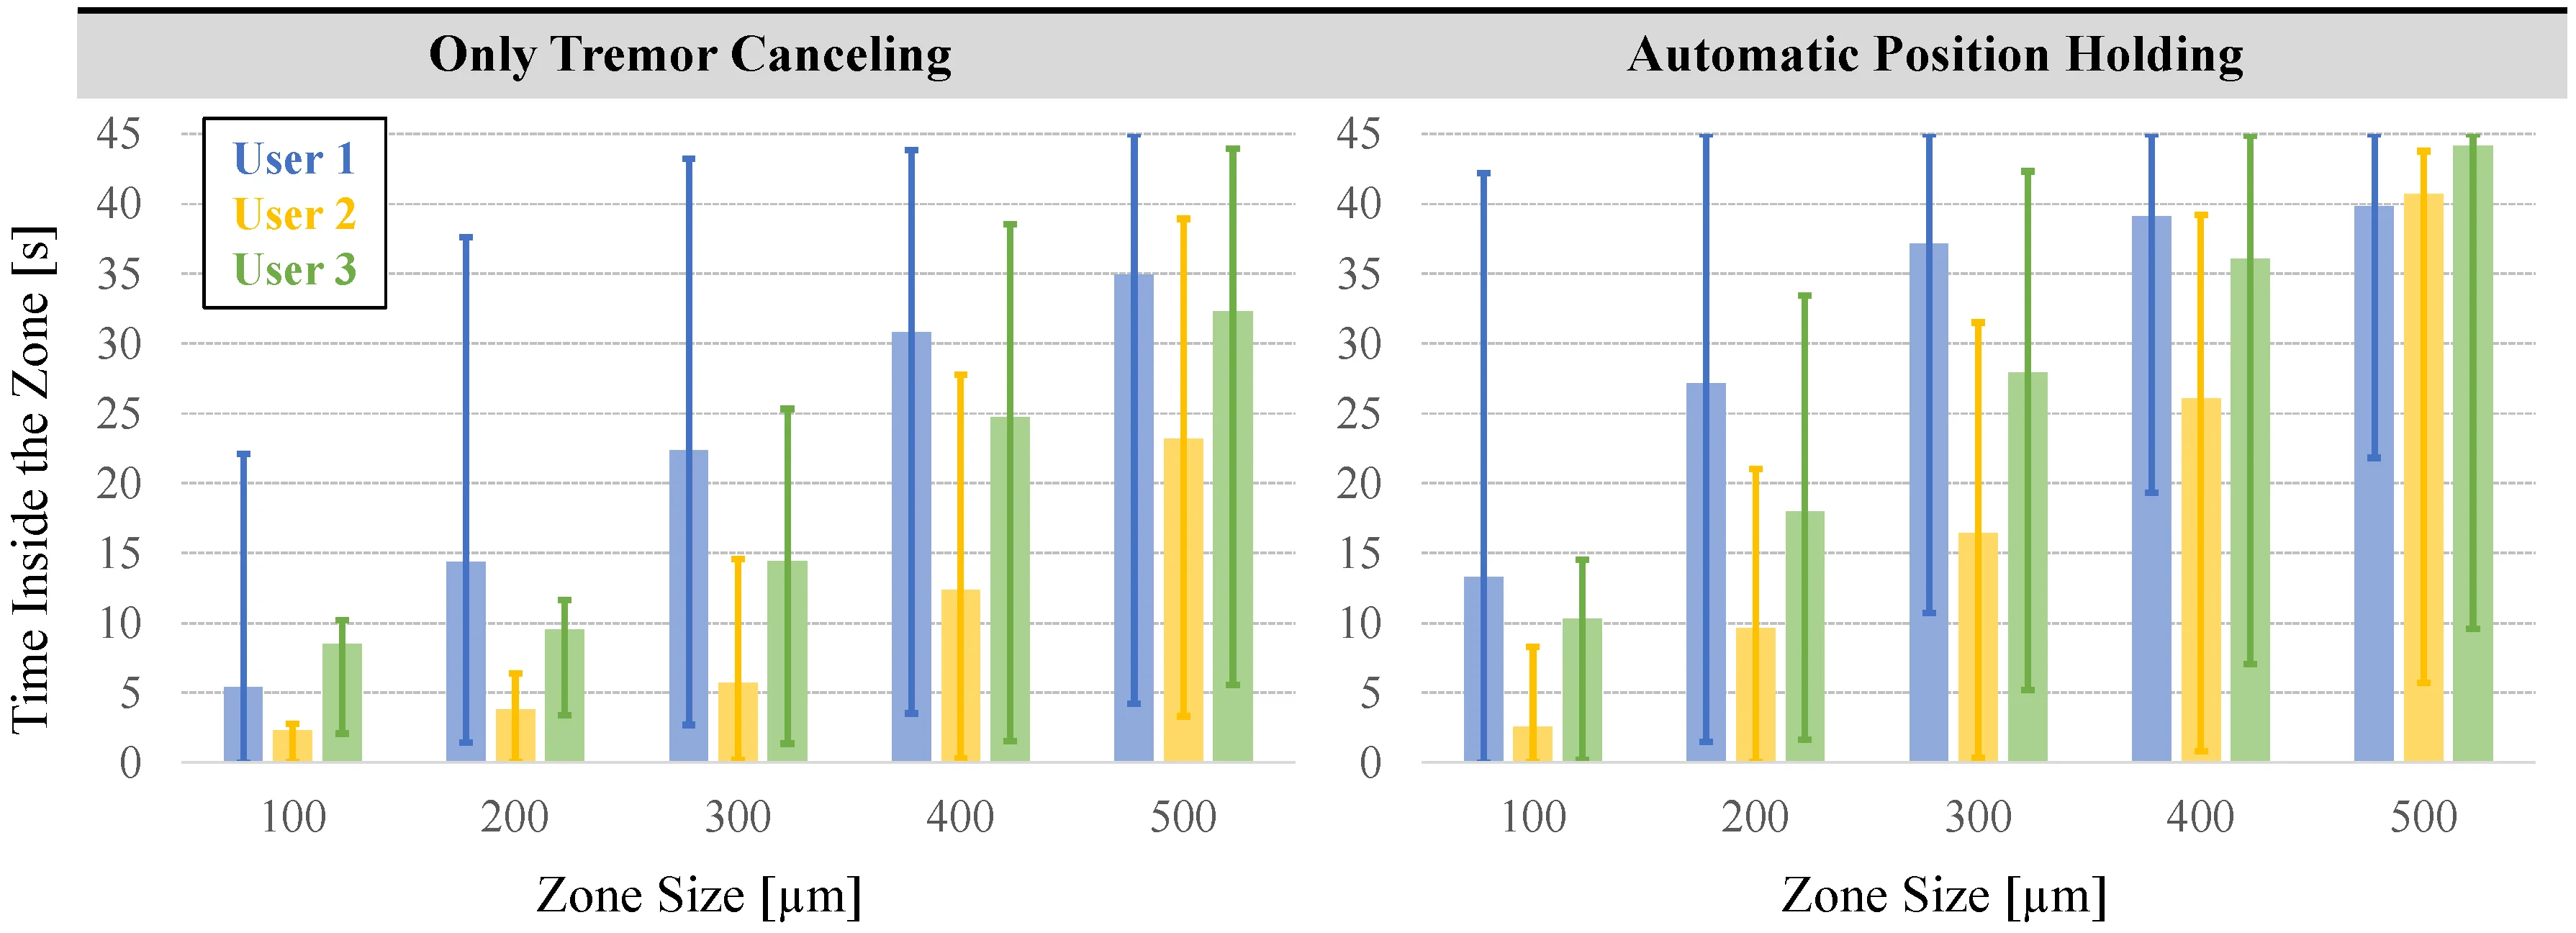 Only Tremor Canceling
Automatic Position Holding
Time Inside the Zone [s]
45
40
35
30
25
20
15
10
5
0
User 1
User 2
User 3
100 200 300 400 500
Zone Size [µm]
45
40
35
30
25
20
15
10
5
0
100 200 300 400 500
Zone Size [µm]